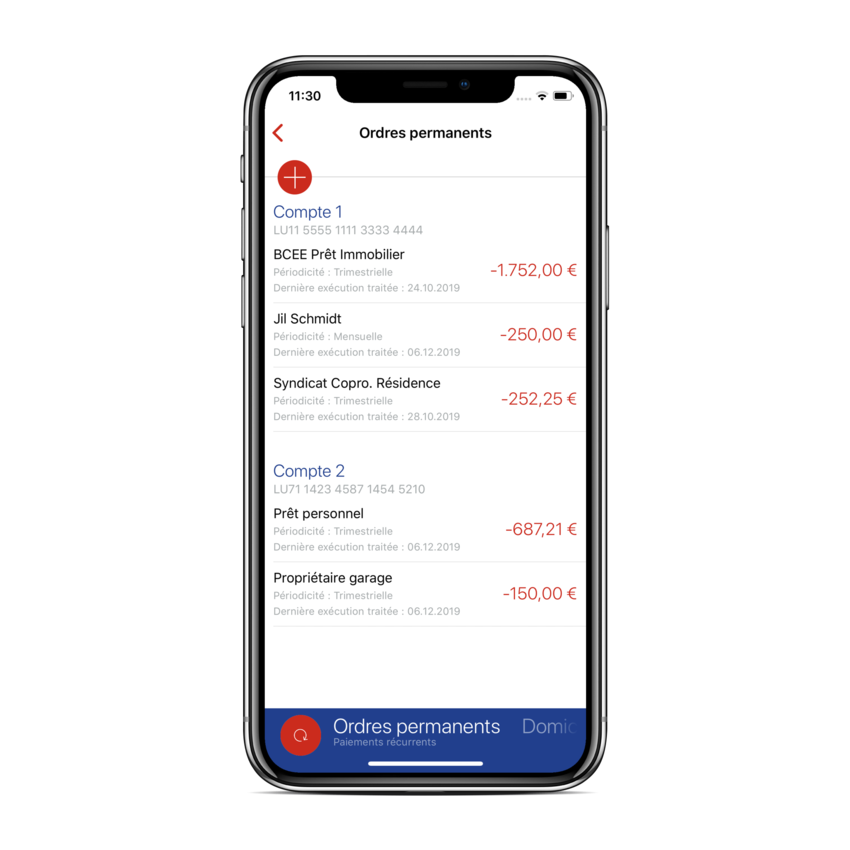 11:30
Ordres permanents
Compte 1
LU11 5555 1111 3333 4444
BCEE Prêt Immobilier
Périodicité : Trimestrielle
-1.752,00 €
Dernière exécution traitée : 24.10.2019
Jil Schmidt
Périodicité : Mensuelle
-250,00 €
Dernière exécution traitée : 06.12.2019
Syndicat Copro. Résidence
Périodicité : Trimestrielle
-252,25 €
Dernière exécution traitée : 28.10.2019
Compte 2
LU71 1423 4587 1454 5210
Prêt personnel
Périodicité : Trimestrielle
-687,21 €
Dernière exécution traitée : 06.12.2019
Propriétaire garage
Périodicité : Trimestrielle
-150,00 €
Dernière exécution traitée : 06.12.2019
Ordres permanents Domic
Paiements récurrents